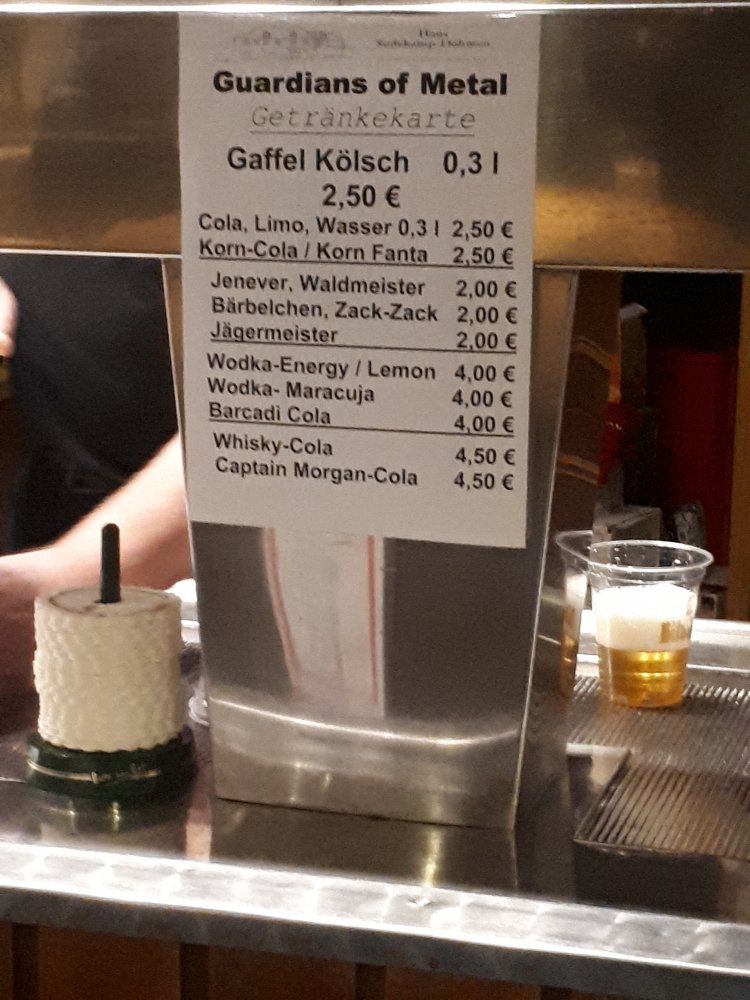 Haus
Guardians of Metal
Getränkekarte
Gaffel Kölsch 0,3 l
2,50 €
Cola, Limo, Wasser 0,3 l 2,50 €
Korn-Cola / Korn Fanta 2,50 €
Jenever, Waldmeister 2,00 €
Bärbelchen, Zack-Zack 2,00 €
Jägermeister 2,00 €
Wodka-Energy / Lemon 4,00 €
Wodka- Maracuja 4,00 €
Barcadi Cola 4,00 €
Whisky-Cola 4,50 €
Captain Morgan-Cola 4,50 €